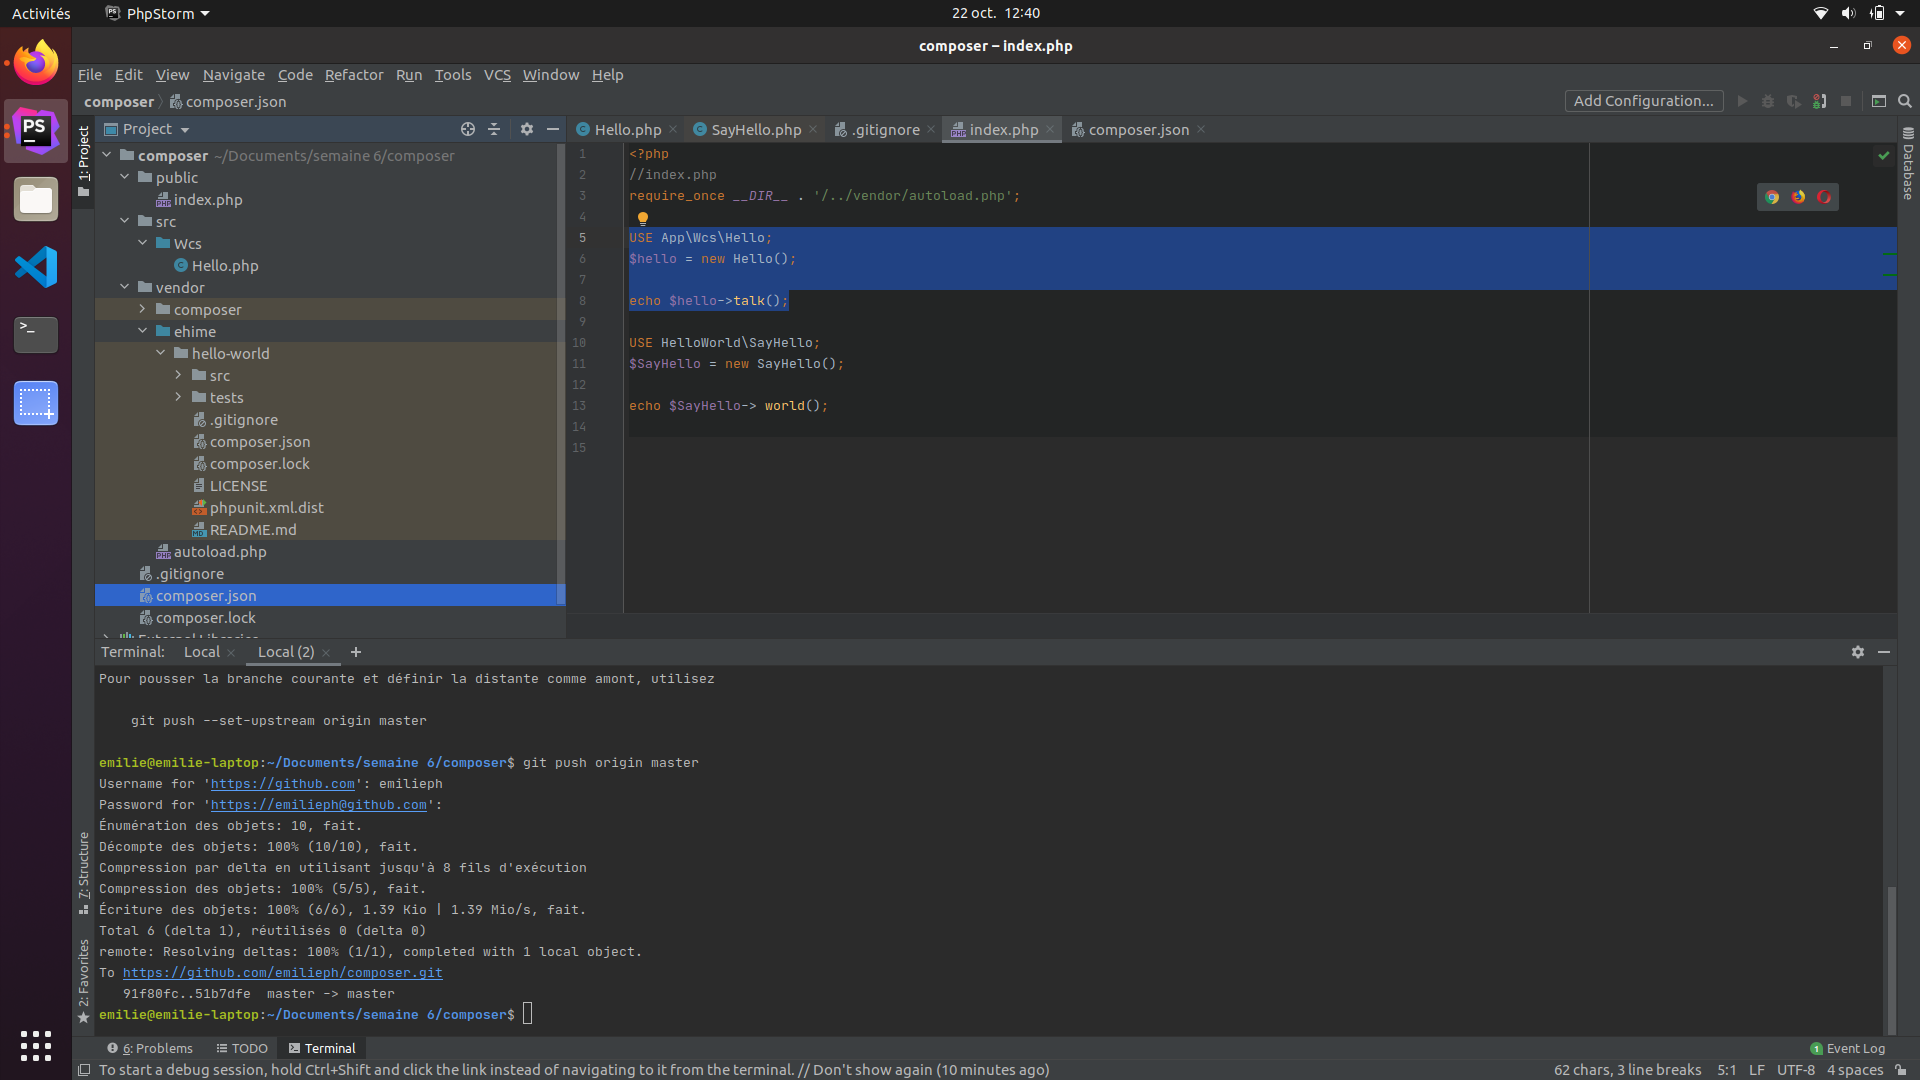 Activités
PhpStorm
22 oct. 12:40
composer – index.php
File Edit View Navigate Code Refactor Run Tools VCS Window Help
composer composer.json
Add Configuration...
1: Project
Project
composer ~/Documents/semaine 6/composer
public
index.php
src
Wcs
Hello.php
vendor
composer
ehime
hello-world
src
tests
.gitignore
composer.json
composer.lock
LICENSE
phpunit.xml.dist
README.md
autoload.php
.gitignore
composer.json
composer.lock
External Libraries
Hello.php SayHello.php .gitignore index.php composer.json
1 <?php
2 //index.php
3 require_once __DIR__ . '/../vendor/autoload.php';
4
5 USE App\Wcs\Hello;
6 $hello = new Hello();
7
8 echo $hello->talk();
9
10 USE HelloWorld\SayHello;
11 $SayHello = new SayHello();
12
13 echo $SayHello-> world();
14
15
Database
Terminal: Local Local (2)
Pour pousser la branche courante et définir la distante comme amont, utilisez
git push --set-upstream origin master
emilie@emilie-laptop:~/Documents/semaine 6/composer$ git push origin master
Username for 'https://github.com': emilieph
Password for 'https://emilieph@github.com':
Énumération des objets: 10, fait.
Décompte des objets: 100% (10/10), fait.
Compression par delta en utilisant jusqu'à 8 fils d'exécution
Compression des objets: 100% (5/5), fait.
Écriture des objets: 100% (6/6), 1.39 Kio | 1.39 Mio/s, fait.
Total 6 (delta 1), réutilisés 0 (delta 0)
remote: Resolving deltas: 100% (1/1), completed with 1 local object.
To https://github.com/emilieph/composer.git
91f80fc..51b7dfe master -> master
emilie@emilie-laptop:~/Documents/semaine 6/composer$
7: Structure
2: Favorites
6: Problems TODO Terminal
1 Event Log
To start a debug session, hold Ctrl+Shift and click the link instead of navigating to it from the terminal. // Don't show again (10 minutes ago)
62 chars, 3 line breaks 5:1 LF UTF-8 4 spaces